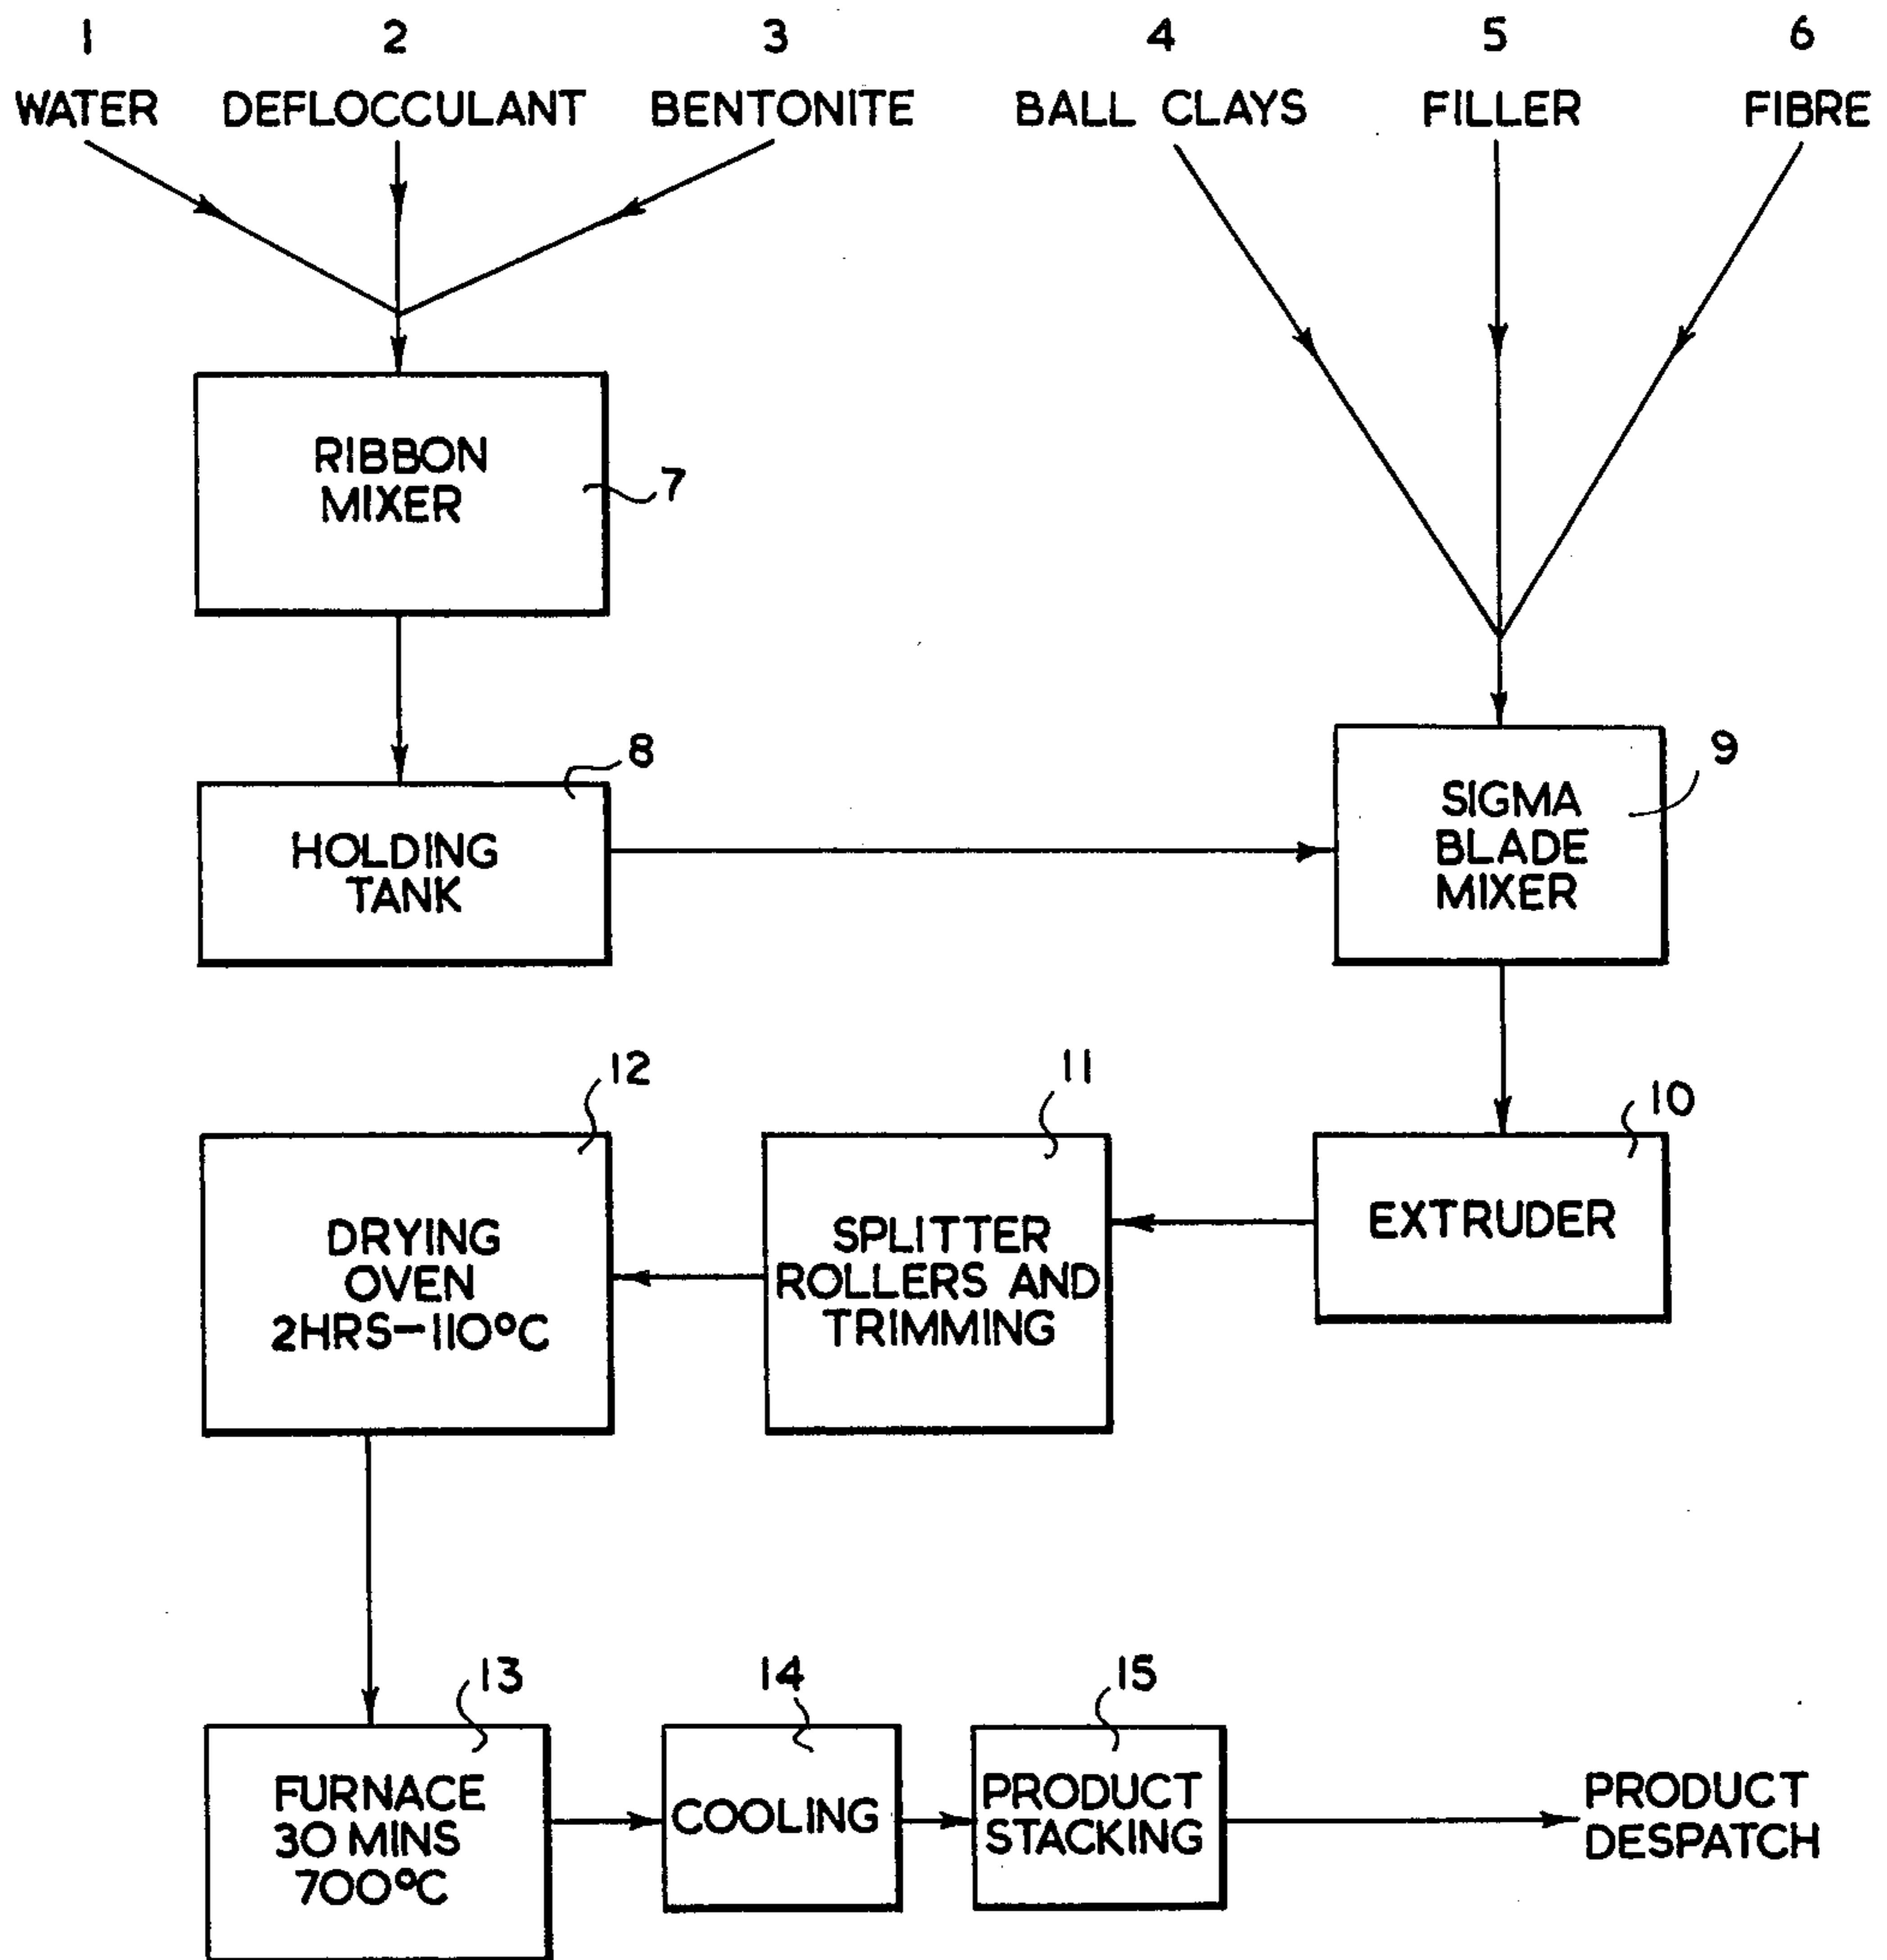 1
2
3
4
5
6
WATER
DEFLOCCULANT
BENTONITE
BALL CLAYS
FILLER
FIBRE
RIBBON
MIXER
7
8
HOLDING
TANK
9
SIGMA
BLADE
MIXER
12
DRYING
OVEN
2HRS-110°C
11
SPLITTER
ROLLERS AND
TRIMMING
10
EXTRUDER
13
FURNACE
30 MINS
700°C
14
COOLING
15
PRODUCT
STACKING
PRODUCT
DESPATCH